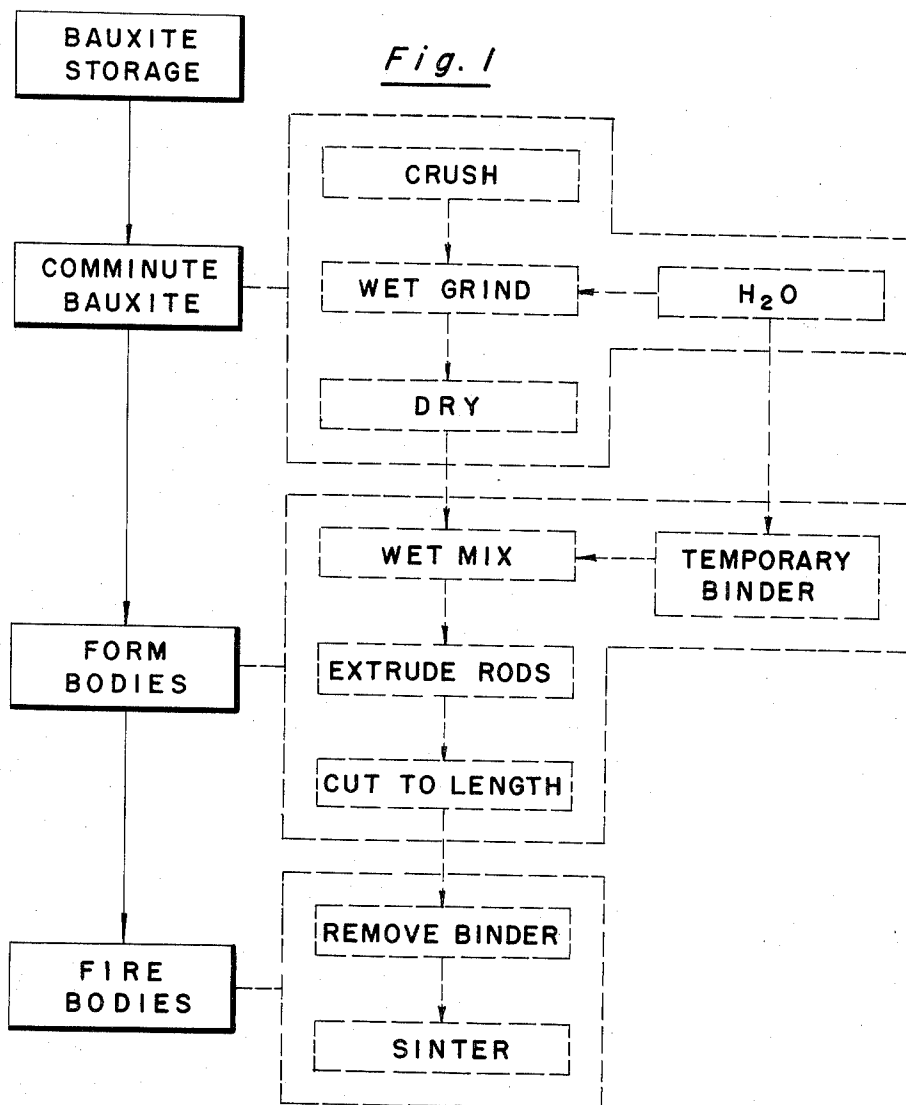 BAUXITE
STORAGE
Fig. 1
CRUSH
COMMINUTE
BAUXITE
WET GRIND
H₂O
DRY
WET MIX
TEMPORARY
BINDER
FORM
BODIES
EXTRUDE RODS
CUT TO LENGTH
REMOVE BINDER
FIRE
BODIES
SINTER